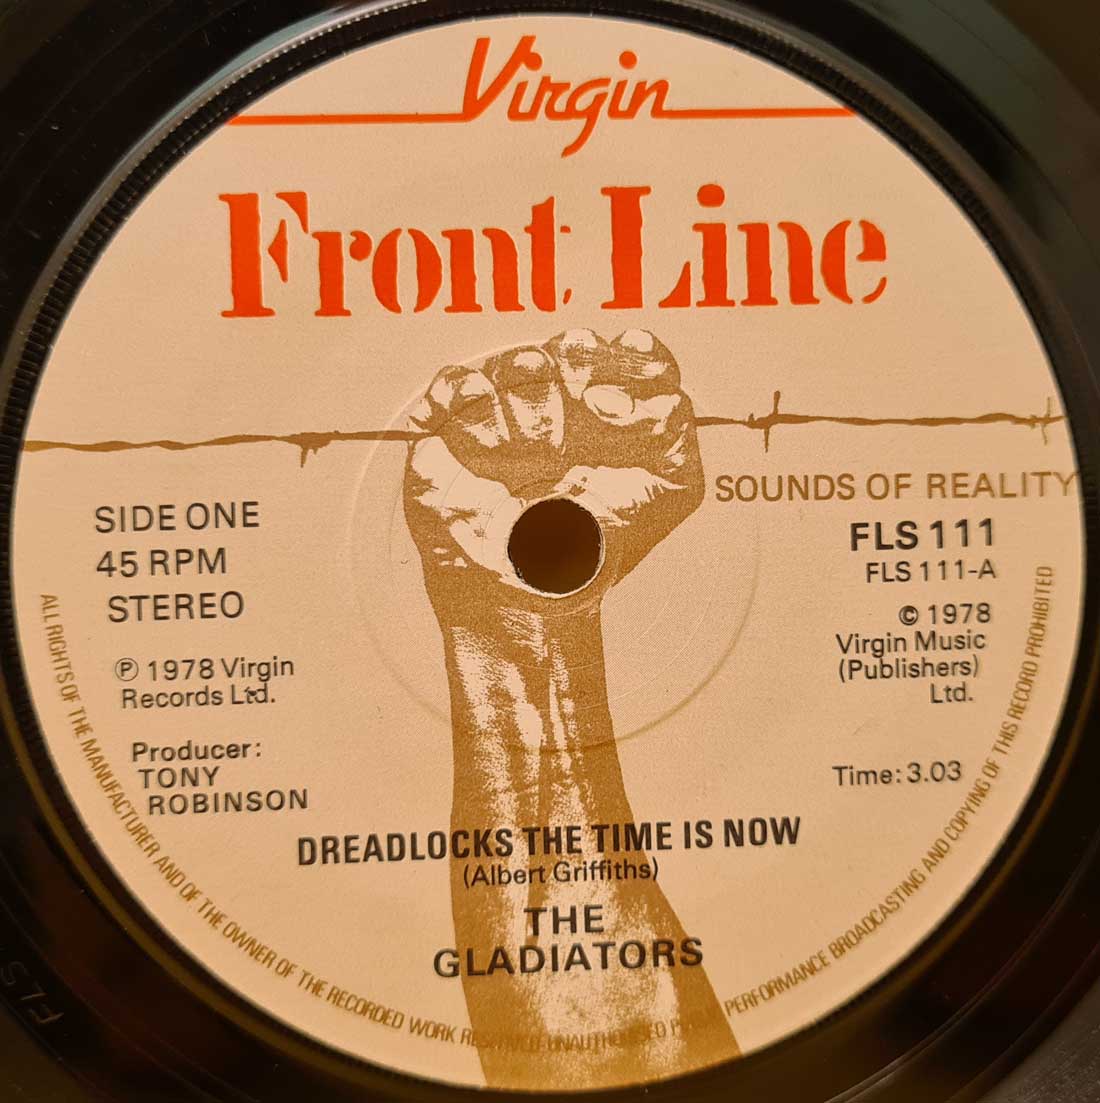 Virgin
Front Line
SOUNDS OF REALITY
SIDE ONE
45 RPM
STEREO
FLS 111
FLS 111-A
℗ 1978 Virgin
Records Ltd.
© 1978
Virgin Music
(Publishers)
Ltd.
Producer:
TONY
ROBINSON
Time: 3.03
DREADLOCKS THE TIME IS NOW
(Albert Griffiths)
THE
GLADIATORS
ALL RIGHTS OF THE MANUFACTURER AND OF THE OWNER OF THE RECORDED WORK RESERVED-UNAUTHORISED PERFORMANCE BROADCASTING AND COPYING OF THIS RECORD PROHIBITED
FLS